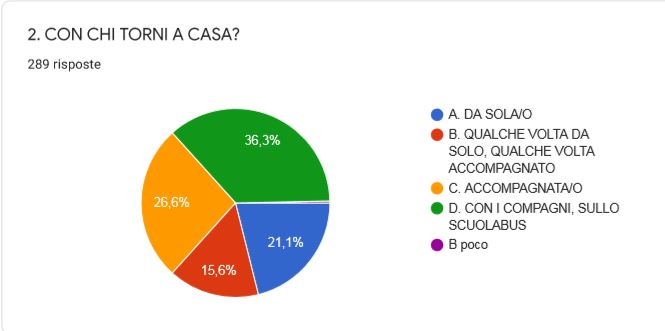 2. CON CHI TORNI A CASA?
289 risposte
36,3%
26,6%
21,1%
15,6%
A. DA SOLA/O
B. QUALCHE VOLTA DA
SOLO, QUALCHE VOLTA
ACCOMPAGNATO
C. ACCOMPAGNATA/O
D. CON I COMPAGNI, SULLO
SCUOLABUS
B poco